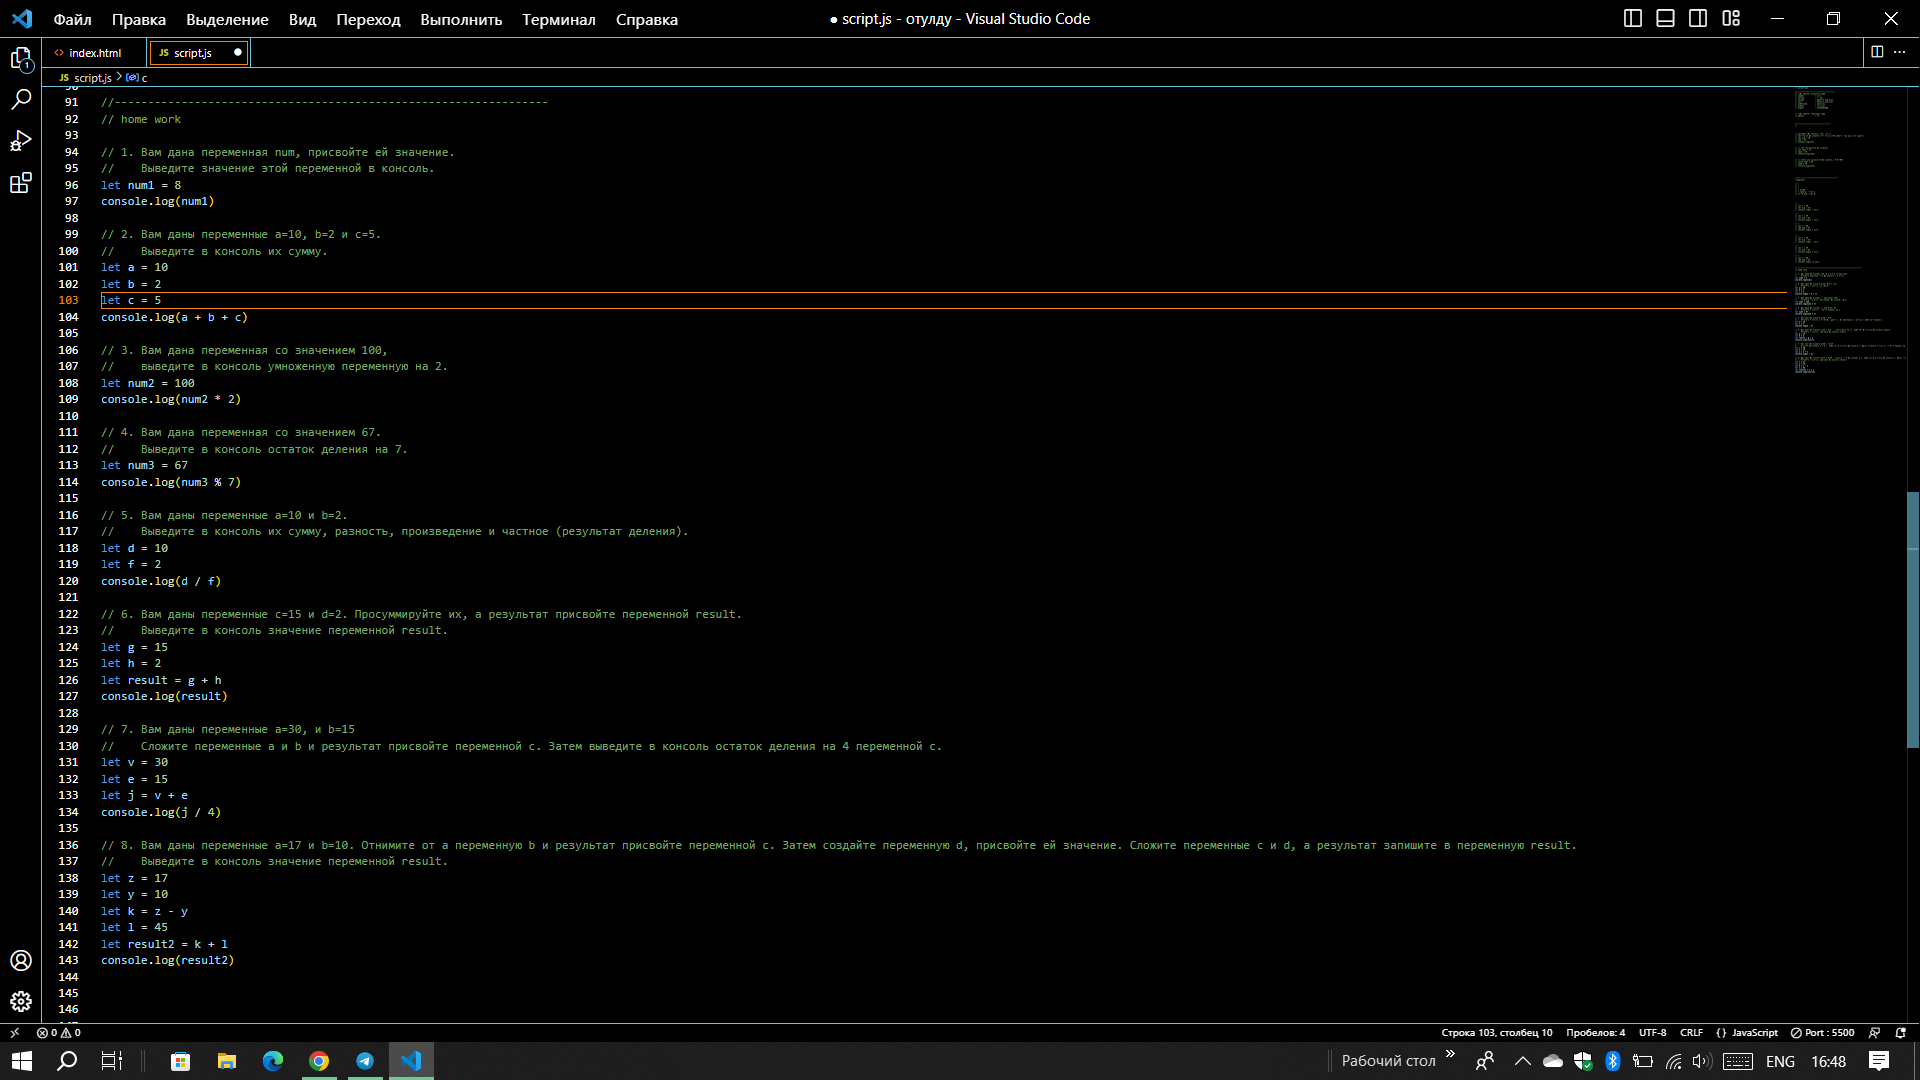 Файл Правка Выделение Вид Переход Выполнить Терминал Справка ● script.js - отулду - Visual Studio Code
<> index.html JS script.js ●
JS script.js > c
90
91 //-----------------------------------------------------------------
92 // home work
93
94 // 1. Вам дана переменная num, присвойте ей значение.
95 //    Выведите значение этой переменной в консоль.
96 let num1 = 8
97 console.log(num1)
98
99 // 2. Вам даны переменные a=10, b=2 и c=5.
100 //    Выведите в консоль их сумму.
101 let a = 10
102 let b = 2
103 let c = 5
104 console.log(a + b + c)
105
106 // 3. Вам дана переменная со значением 100,
107 //    выведите в консоль умноженную переменную на 2.
108 let num2 = 100
109 console.log(num2 * 2)
110
111 // 4. Вам дана переменная со значением 67.
112 //    Выведите в консоль остаток деления на 7.
113 let num3 = 67
114 console.log(num3 % 7)
115
116 // 5. Вам даны переменные a=10 и b=2.
117 //    Выведите в консоль их сумму, разность, произведение и частное (результат деления).
118 let d = 10
119 let f = 2
120 console.log(d / f)
121
122 // 6. Вам даны переменные c=15 и d=2. Просуммируйте их, а результат присвойте переменной result.
123 //    Выведите в консоль значение переменной result.
124 let g = 15
125 let h = 2
126 let result = g + h
127 console.log(result)
128
129 // 7. Вам даны переменные a=30, и b=15
130 //    Сложите переменные a и b и результат присвойте переменной c. Затем выведите в консоль остаток деления на 4 переменной c.
131 let v = 30
132 let e = 15
133 let j = v + e
134 console.log(j / 4)
135
136 // 8. Вам даны переменные a=17 и b=10. Отнимите от a переменную b и результат присвойте переменной c. Затем создайте переменную d, присвойте ей значение. Сложите переменные c и d, а результат запишите в переменную result.
137 //    Выведите в консоль значение переменной result.
138 let z = 17
139 let y = 10
140 let k = z - y
141 let l = 45
142 let result2 = k + l
143 console.log(result2)
144
145
146
0 0 Строка 103, столбец 10 Пробелов: 4 UTF-8 CRLF {} JavaScript Port : 5500
Рабочий стол » ENG 16:48